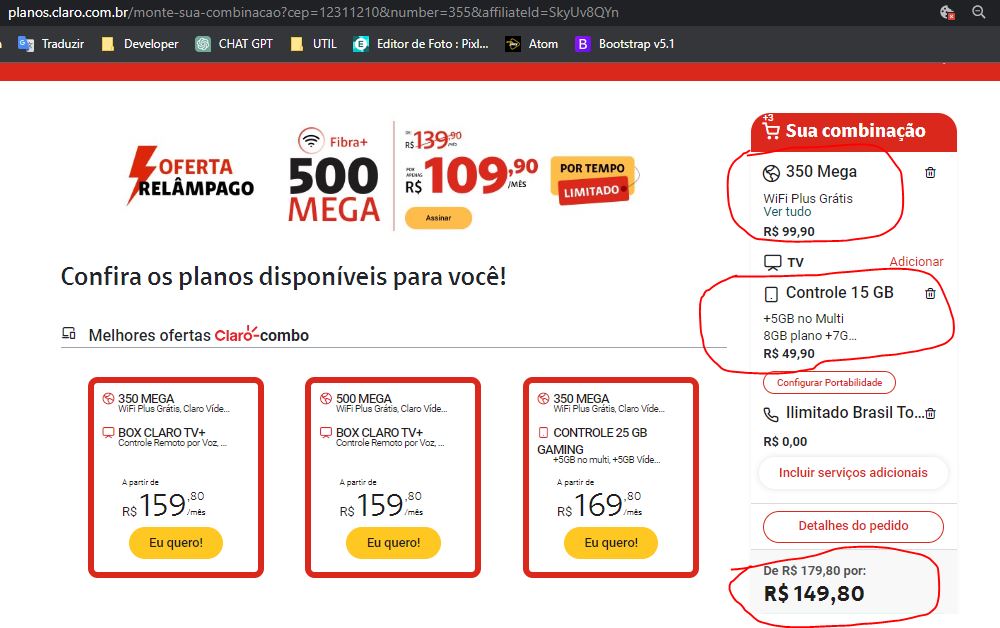 planos.claro.com.br/monte-sua-combinacao?cep=12311210&number=355&affiliateId=SkyUv8QYn
Traduzir
Developer
CHAT GPT
UTIL
Editor de Foto : Pixl...
Atom
B
Bootstrap v5.1
OFERTA
RELÂMPAGO
Fibra+
500
MEGA
DE
R$ 139,90
/MÊS
POR
APENAS
R$ 109,90
/MÊS
Assinar
POR TEMPO
LIMITADO
Confira os planos disponíveis para você!
Melhores ofertas Claro-combo
350 MEGA
WiFi Plus Grátis, Claro Víde...
BOX CLARO TV+
Controle Remoto por Voz, ...
A partir de
R$ 159,80
/mês
Eu quero!
500 MEGA
WiFi Plus Grátis, Claro Víde...
BOX CLARO TV+
Controle Remoto por Voz, ...
A partir de
R$ 159,80
/mês
Eu quero!
350 MEGA
WiFi Plus Grátis, Claro Víde...
CONTROLE 25 GB
GAMING
+5GB no multi, +5GB Víde...
A partir de
R$ 169,80
/mês
Eu quero!
+3
Sua combinação
350 Mega
WiFi Plus Grátis
Ver tudo
R$ 99,90
TV
Adicionar
Controle 15 GB
+5GB no Multi
8GB plano +7G...
R$ 49,90
Configurar Portabilidade
Ilimitado Brasil To...
R$ 0,00
Incluir serviços adicionais
Detalhes do pedido
De R$ 179,80 por:
R$ 149,80